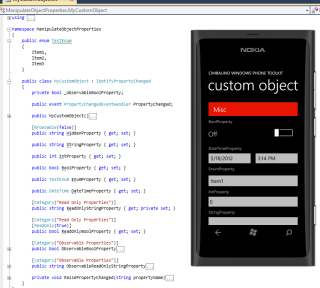 ManipulateObjectProperties.MyCustomObject
using ...
namespace ManipulateObjectProperties
{
public enum TestEnum
{
Item1,
Item2,
Item3
}
public class MyCustomObject : INotifyPropertyChanged
{
private bool _observableBoolProperty;
public event PropertyChangedEventHandler PropertyChanged;
public MyCustomObject()...
[Browsable(false)]
public string HiddenProperty { get; set; }
public string StringProperty { get; set; }
public int IntProperty { get; set; }
public bool BoolProperty { get; set; }
public TestEnum EnumProperty { get; set; }
public DateTime DateTimeProperty { get; set; }
[Category("Read Only Properties")]
public string ReadOnlyStringProperty { get; private set; }
[Category("Read Only Properties")]
[ReadOnly(true)]
public bool ReadOnlyBoolProperty { get; set; }
[Category("Observable Properties")]
public bool ObservableBoolProperty...
[Category("Observable Properties")]
public string ObservableReadOnlyStringProperty...
private void RaisePropertyChanged(string propertyName)...
}
}
NOKIA
CIMBALINO WINDOWS PHONE TOOLKIT
custom object
Misc
BoolProperty
Off
DateTimeProperty
5/18/2012
3:14 PM
EnumProperty
Item1
IntProperty
0
StringProperty